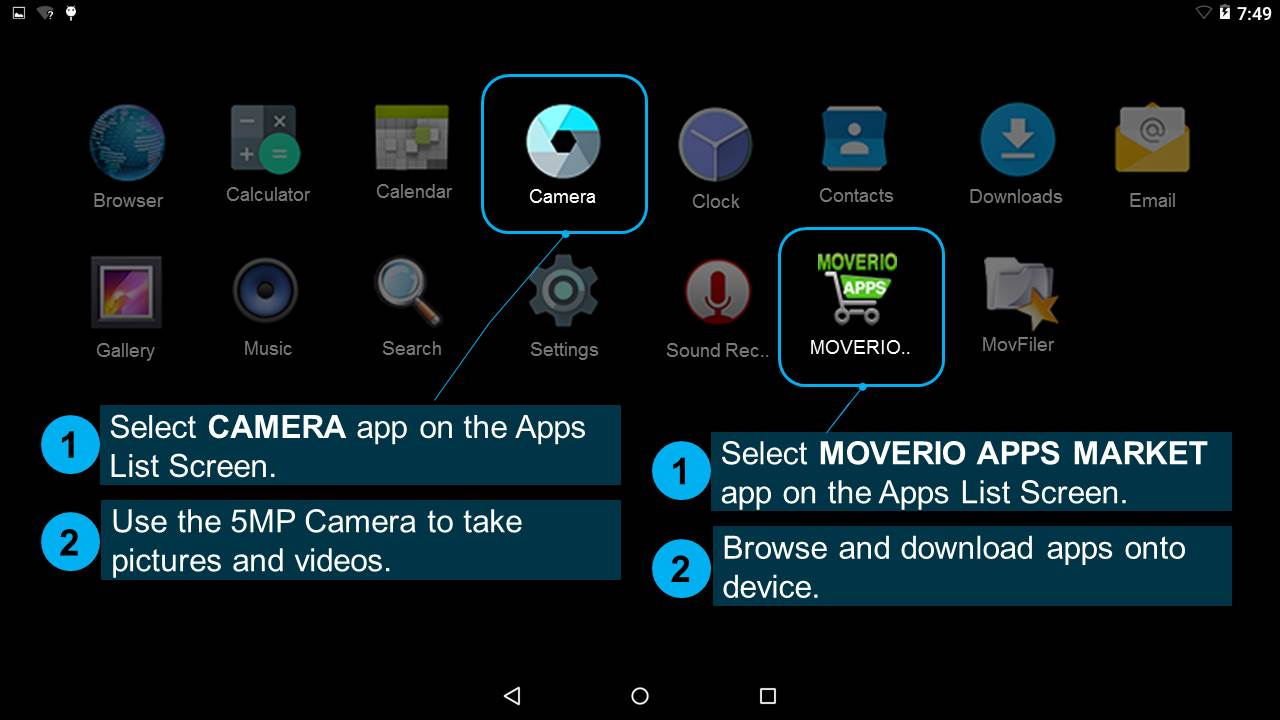 7:49
Browser
Calculator
Calendar
Camera
Clock
Contacts
Downloads
Email
MOVERIO
APPS
Gallery
Music
Search
Settings
Sound Rec..
MOVERIO..
MovFiler
1
Select CAMERA app on the Apps
List Screen.
2
Use the 5MP Camera to take
pictures and videos.
1
Select MOVERIO APPS MARKET
app on the Apps List Screen.
2
Browse and download apps onto
device.